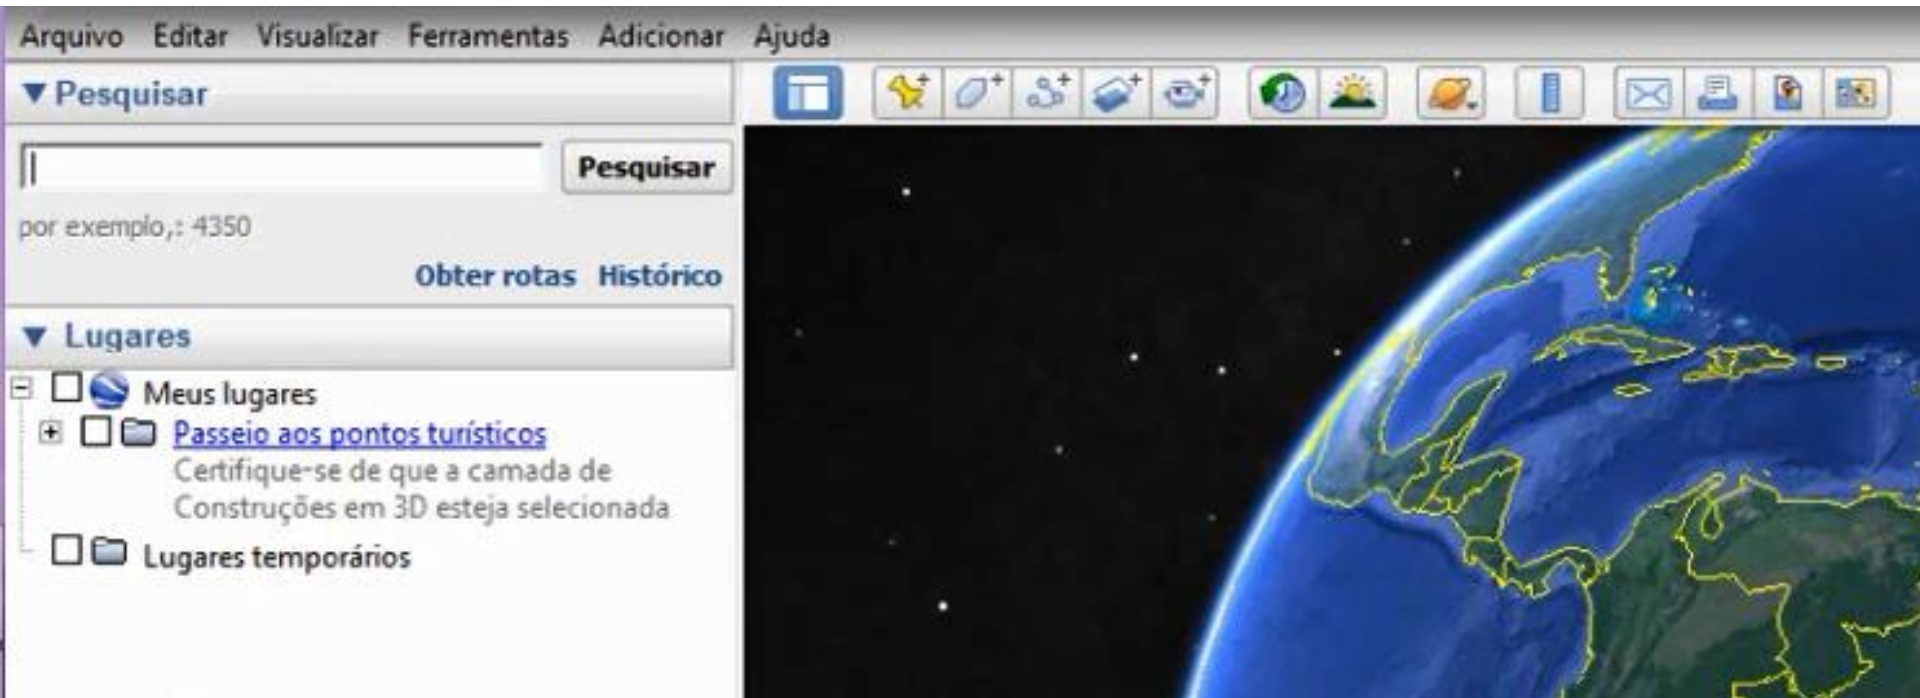 Arquivo Editar Visualizar Ferramentas Adicionar Ajuda
Pesquisar
Pesquisar
por exemplo,: 4350
Obter rotas Histórico
Lugares
Meus lugares
Passeio aos pontos turísticos
Certifique-se de que a camada de
Construções em 3D esteja selecionada
Lugares temporários